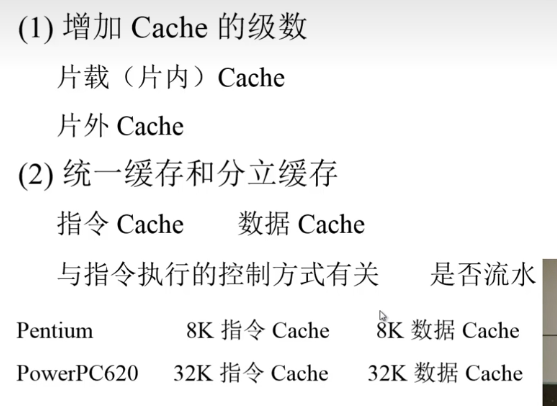 (1) 增加 Cache 的级数
片载（片内）Cache
片外 Cache
(2) 统一缓存和分立缓存
指令 Cache 数据 Cache
与指令执行的控制方式有关 是否流水
Pentium 8K 指令 Cache 8K 数据 Cache
PowerPC620 32K 指令 Cache 32K 数据 Cache